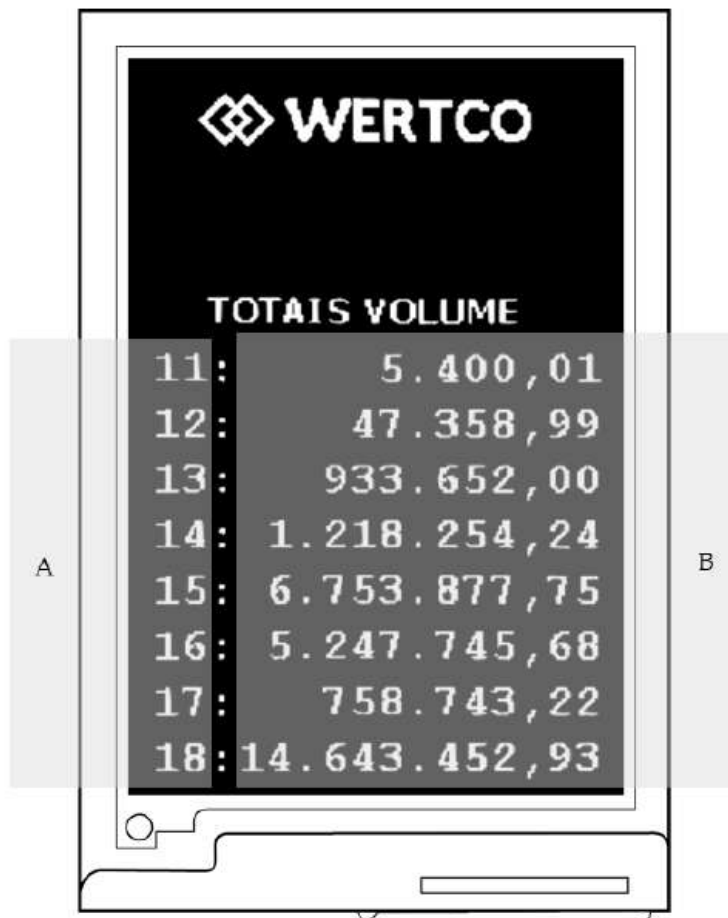 WERTCO
TOTAIS VOLUME
11: 5.400,01
12: 47.358,99
13: 933.652,00
14: 1.218.254,24
15: 6.753.877,75
16: 5.247.745,68
17: 758.743,22
18:14.643.452,93
A
B